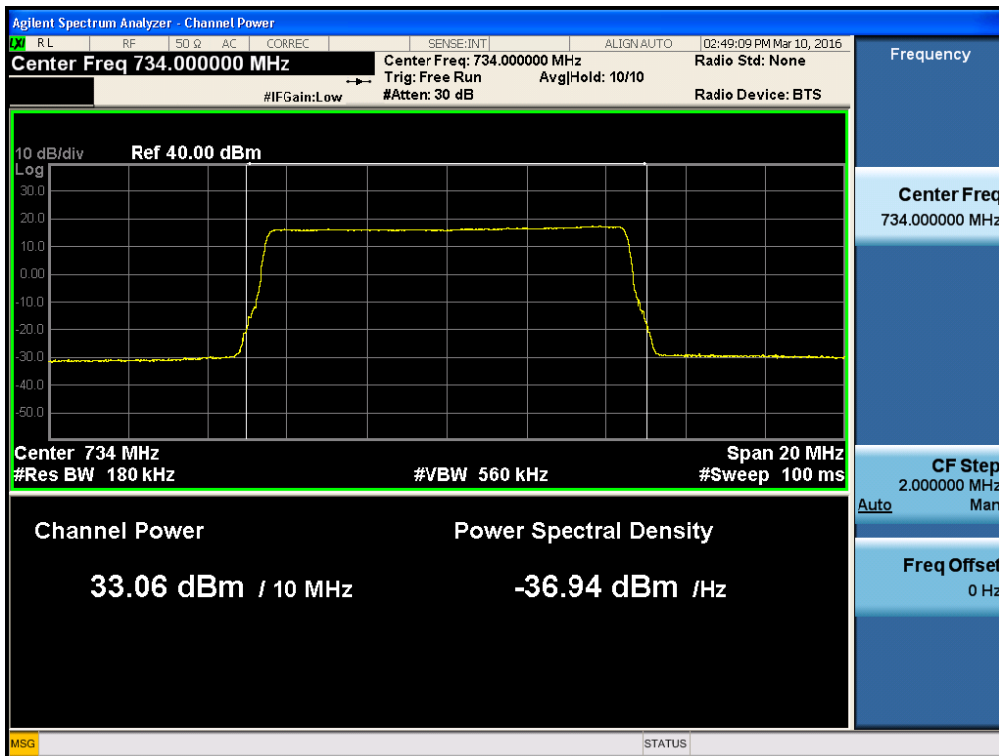 Agilent Spectrum Analyzer - Channel Power
LXI RL RF 50 Ω AC CORREC SENSE:INT ALIGN AUTO 02:49:09 PM Mar 10, 2016
Center Freq 734.000000 MHz
Center Freq: 734.000000 MHz
Radio Std: None
Trig: Free Run
Avg|Hold: 10/10
#IFGain:Low
#Atten: 30 dB
Radio Device: BTS
10 dB/div
Ref 40.00 dBm
Log
30.0
20.0
10.0
0.00
-10.0
-20.0
-30.0
-40.0
-50.0
Center 734 MHz
Span 20 MHz
#Res BW 180 kHz
#VBW 560 kHz
#Sweep 100 ms
Channel Power
Power Spectral Density
33.06 dBm / 10 MHz
-36.94 dBm /Hz
MSG
STATUS
Frequency
Center Freq
734.000000 MHz
CF Step
2.000000 MHz
Auto Man
Freq Offset
0 Hz